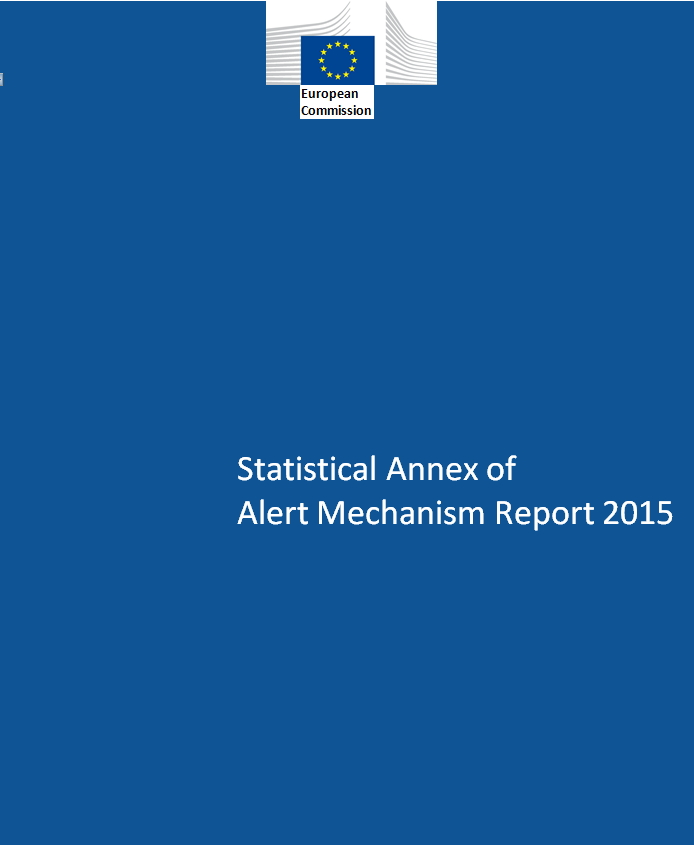 European
Commission
Statistical Annex of
Alert Mechanism Report 2015